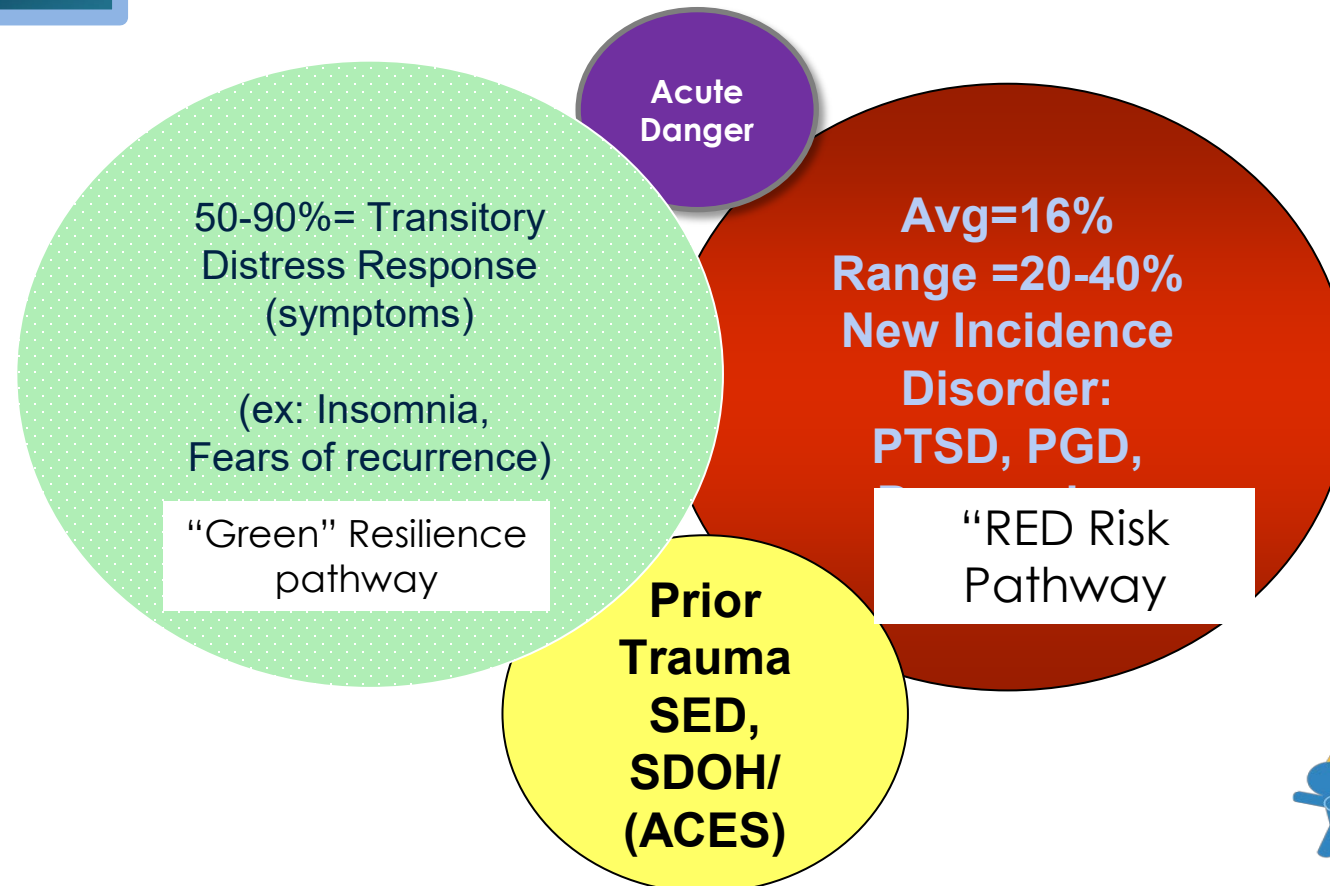 Acute
Danger
50-90%= Transitory
Distress Response
(symptoms)
(ex: Insomnia,
Fears of recurrence)
“Green” Resilience
pathway
Avg=16%
Range =20-40%
New Incidence
Disorder:
PTSD, PGD,
“RED Risk
Pathway
Prior
Trauma
SED,
SDOH/
(ACES)